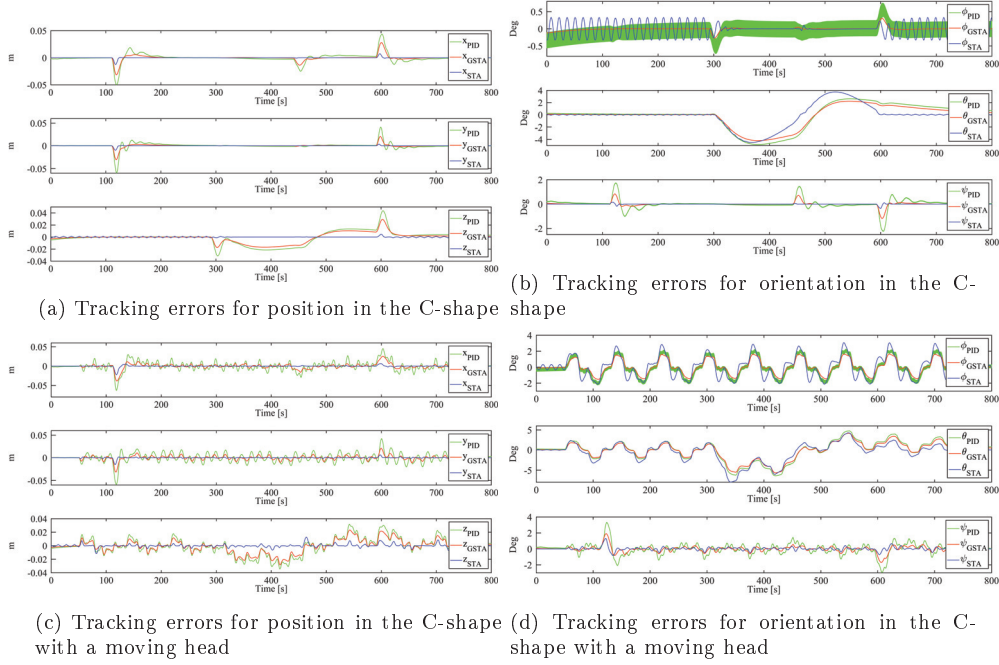 0.05
0
-0.05
m
0 100 200 300 400 500 600 700 800
Time [s]
x_PID
x_GSTA
x_STA
0.05
0
-0.05
m
0 100 200 300 400 500 600 700 800
Time [s]
y_PID
y_GSTA
y_STA
0.04
0.02
0
-0.02
-0.04
m
0 100 200 300 400 500 600 700 800
Time [s]
z_PID
z_GSTA
z_STA
(a) Tracking errors for position in the C-shape
0.5
0
-0.5
Deg
0 100 200 300 400 500 600 700 800
Time [s]
ϕ_PID
ϕ_GSTA
ϕ_STA
4
2
0
-2
-4
Deg
0 100 200 300 400 500 600 700 800
Time [s]
θ_PID
θ_GSTA
θ_STA
2
0
-2
Deg
0 100 200 300 400 500 600 700 800
Time [s]
ψ_PID
ψ_GSTA
ψ_STA
(b) Tracking errors for orientation in the C-
shape
0.05
0
-0.05
m
0 100 200 300 400 500 600 700 800
Time [s]
x_PID
x_GSTA
x_STA
0.05
0
-0.05
m
0 100 200 300 400 500 600 700 800
Time [s]
y_PID
y_GSTA
y_STA
0.04
0.02
0
-0.02
-0.04
m
0 100 200 300 400 500 600 700 800
Time [s]
z_PID
z_GSTA
z_STA
(c) Tracking errors for position in the C-shape
with a moving head
4
2
0
-2
Deg
0 100 200 300 400 500 600 700 800
Time [s]
ϕ_PID
ϕ_GSTA
ϕ_STA
5
0
-5
Deg
0 100 200 300 400 500 600 700 800
Time [s]
θ_PID
θ_GSTA
θ_STA
4
2
0
-2
Deg
0 100 200 300 400 500 600 700 800
Time [s]
ψ_PID
ψ_GSTA
ψ_STA
(d) Tracking errors for orientation in the C-
shape with a moving head